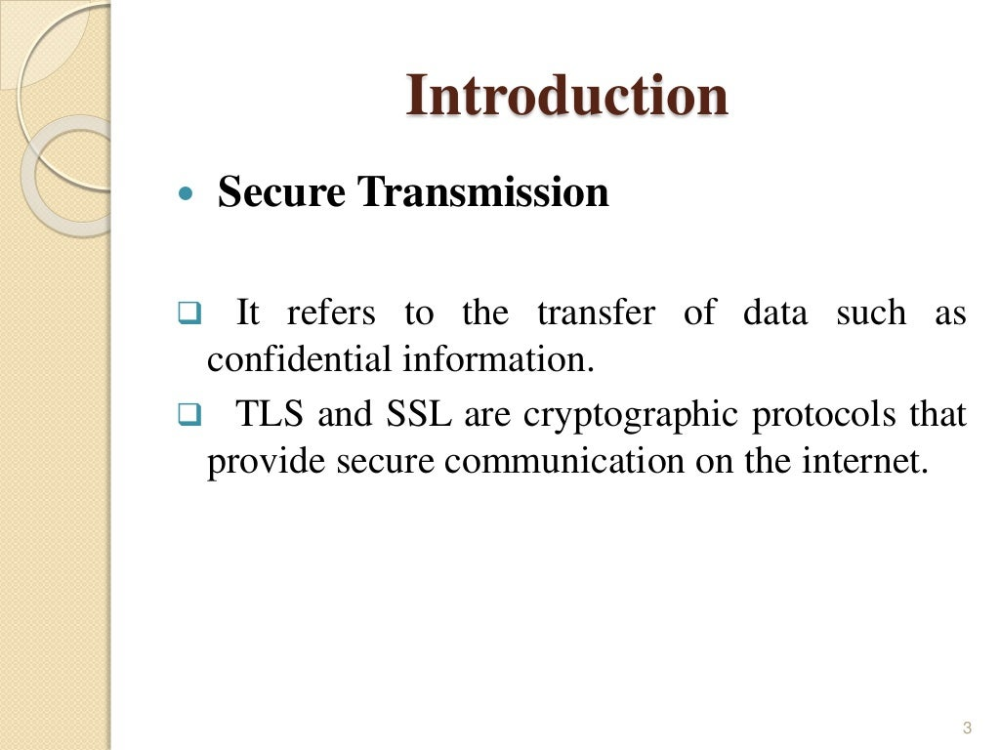 Introduction
Secure Transmission
It refers to the transfer of data such as
confidential information.
TLS and SSL are cryptographic protocols that
provide secure communication on the internet.
3